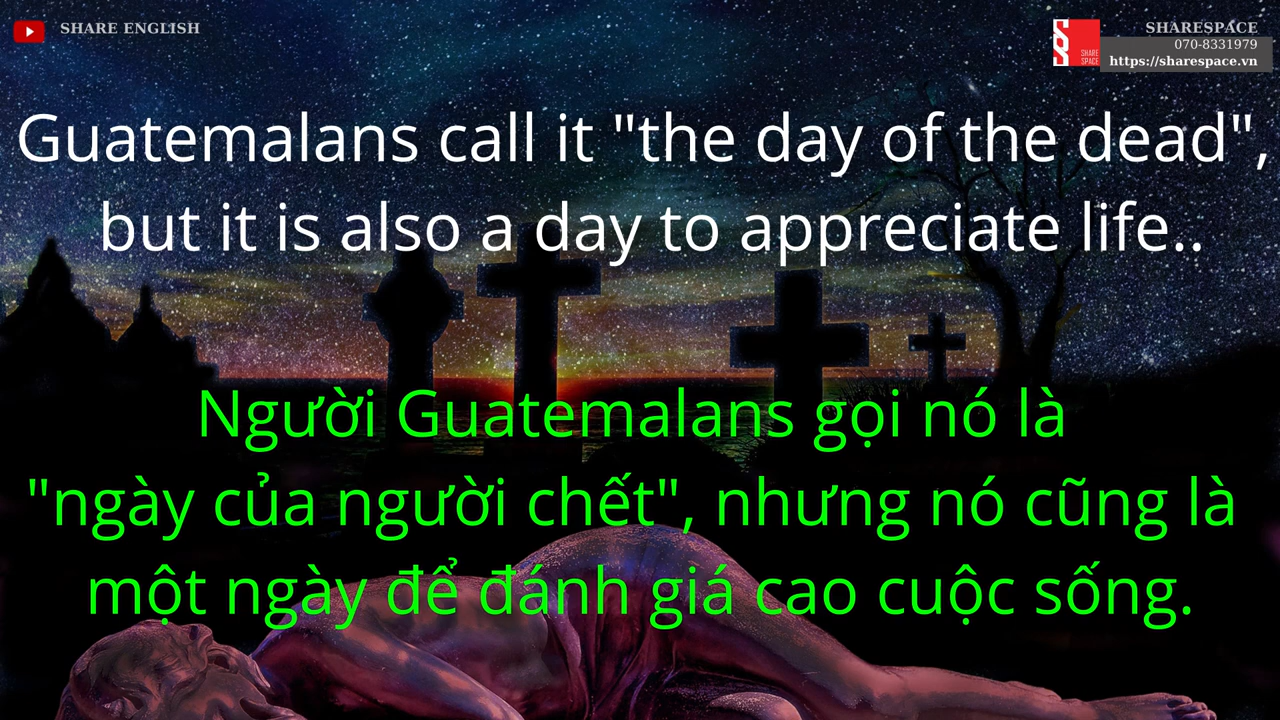 SHARE ENGLISH
SHARESPACE
070-8331979
https://sharespace.vn
SHARE
SPACE
Guatemalans call it "the day of the dead",
but it is also a day to appreciate life..
Người Guatemalans gọi nó là
"ngày của người chết", nhưng nó cũng là
một ngày để đánh giá cao cuộc sống.